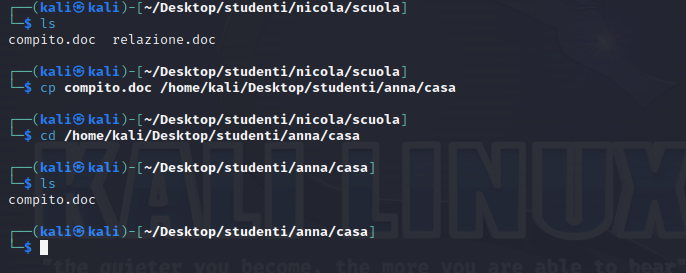 ┌──(kali㉿kali)-[~/Desktop/studenti/nicola/scuola]
└─$ ls
compito.doc  relazione.doc
┌──(kali㉿kali)-[~/Desktop/studenti/nicola/scuola]
└─$ cp compito.doc /home/kali/Desktop/studenti/anna/casa
┌──(kali㉿kali)-[~/Desktop/studenti/nicola/scuola]
└─$ cd /home/kali/Desktop/studenti/anna/casa
┌──(kali㉿kali)-[~/Desktop/studenti/anna/casa]
└─$ ls
compito.doc
┌──(kali㉿kali)-[~/Desktop/studenti/anna/casa]
└─$
KALI LINUX
"the quieter you become, the more you are able to hear"